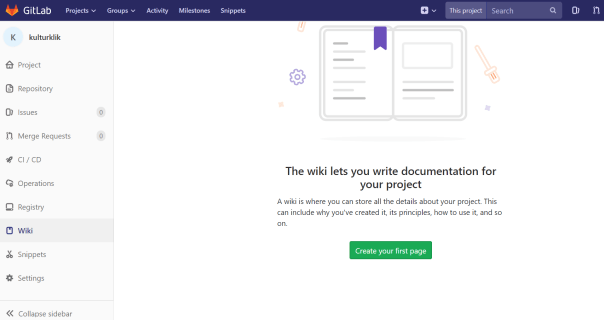 GitLab Projects Groups Activity Milestones Snippets This project Search
K kulturklik
Project
Repository
Issues 0
Merge Requests 0
CI / CD
Operations
Registry
Wiki
Snippets
Settings
Collapse sidebar
The wiki lets you write documentation for
your project
A wiki is where you can store all the details about your project. This
can include why you've created it, its principles, how to use it, and so
on.
Create your first page